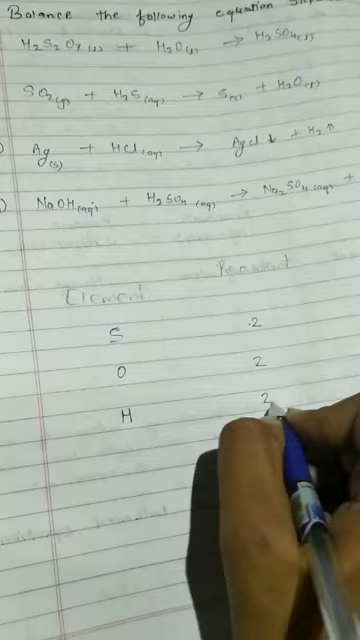 Balance the following equation
H₂S₂O₇(l) + H₂O(l) → H₂SO₄(l)
SO₂(g) + H₂S(aq) → S(s) + H₂O(l)
Ag(s) + HCl(aq) → AgCl↓ + H₂↑
NaOH(aq) + H₂SO₄(aq) → Na₂SO₄(aq) +
Element
S 2
O 2
H 2